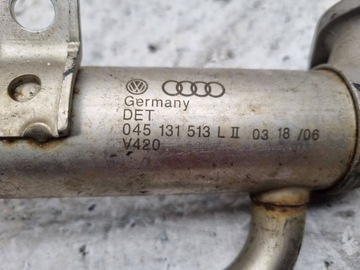 Germany
DET
045 131 513 L II 03 18 /06
V420